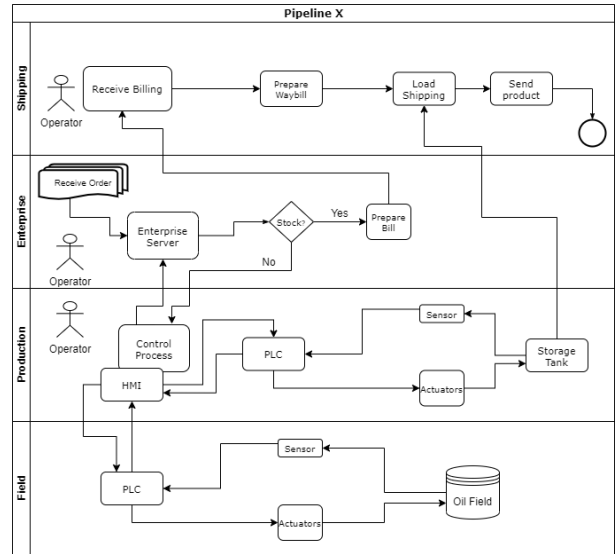 Pipeline X
Shipping
Operator
Receive Billing
Prepare
Waybill
Load
Shipping
Send
product
Enterprise
Receive Order
Operator
Enterprise
Server
Stock?
Yes
No
Prepare
Bill
Production
Operator
Control
Process
HMI
PLC
Sensor
Actuators
Storage
Tank
Field
PLC
Sensor
Actuators
Oil Field